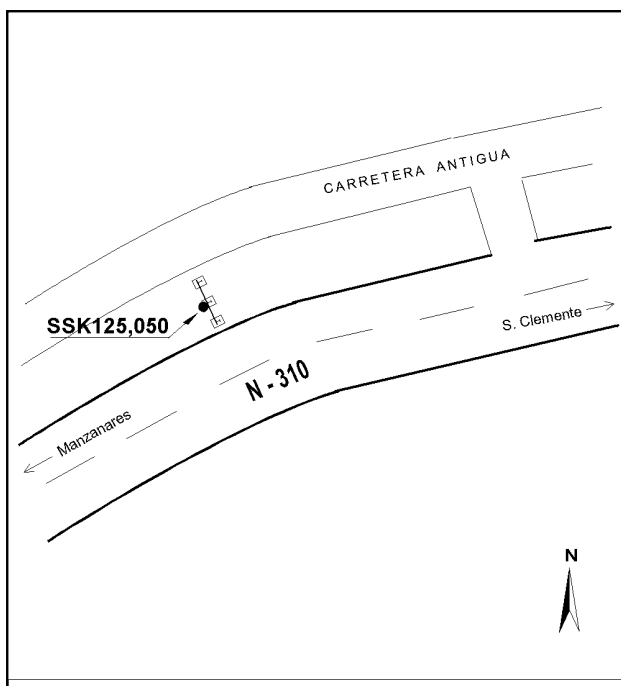 CARRETERA ANTIGUA
SSK125,050
S. Clemente
N - 310
Manzanares
N